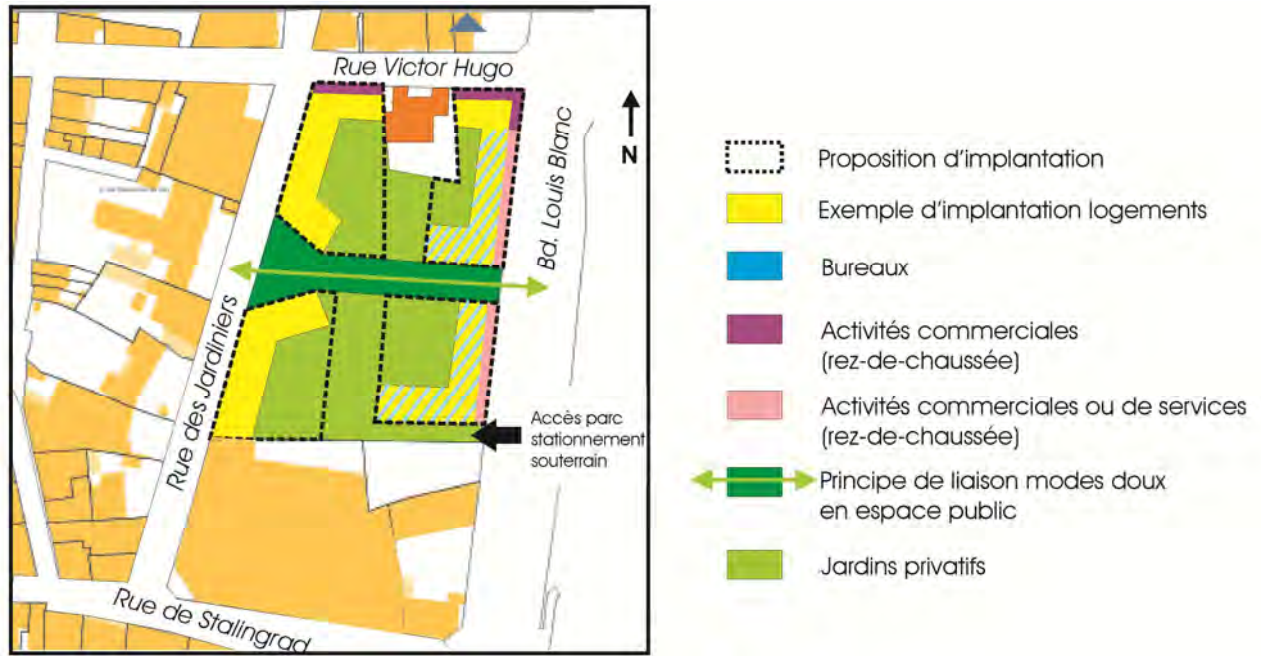 Rue Victor Hugo
Bd. Louis Blanc
N
Rue des Jardiniers
Accès parc
stationnement
souterrain
Rue de Stalingrad
Proposition d'implantation
Exemple d'implantation logements
Bureaux
Activités commerciales
(rez-de-chaussée)
Activités commerciales ou de services
(rez-de-chaussée)
Principe de liaison modes doux
en espace public
Jardins privatifs